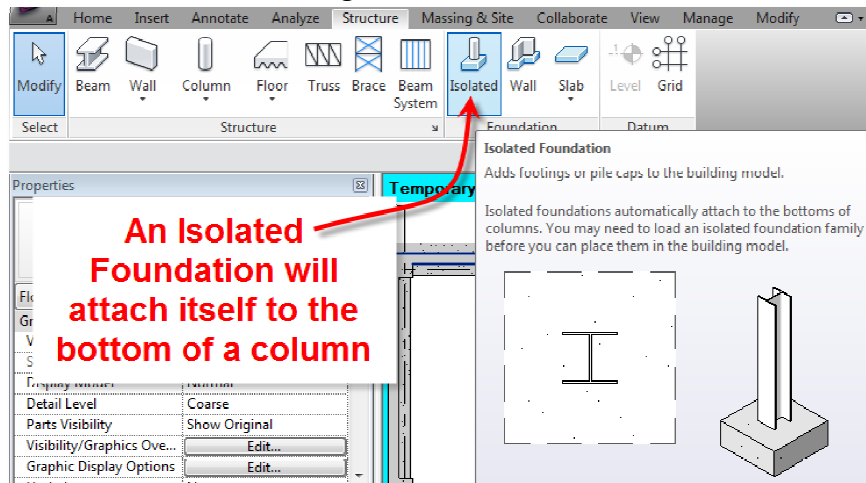 A Home Insert Annotate Analyze Structure Massing & Site Collaborate View Manage Modify
Modify Beam Wall Column Floor Truss Brace Beam System Isolated Wall Slab Level Grid
Select Structure Foundation Datum
Isolated Foundation
Adds footings or pile caps to the building model.
Isolated foundations automatically attach to the bottoms of
columns. You may need to load an isolated foundation family
before you can place them in the building model.
Properties
Temporary
An Isolated
Foundation will
attach itself to the
bottom of a column
Display Model Normal
Detail Level Coarse
Parts Visibility Show Original
Visibility/Graphics Ove... Edit...
Graphic Display Options Edit...